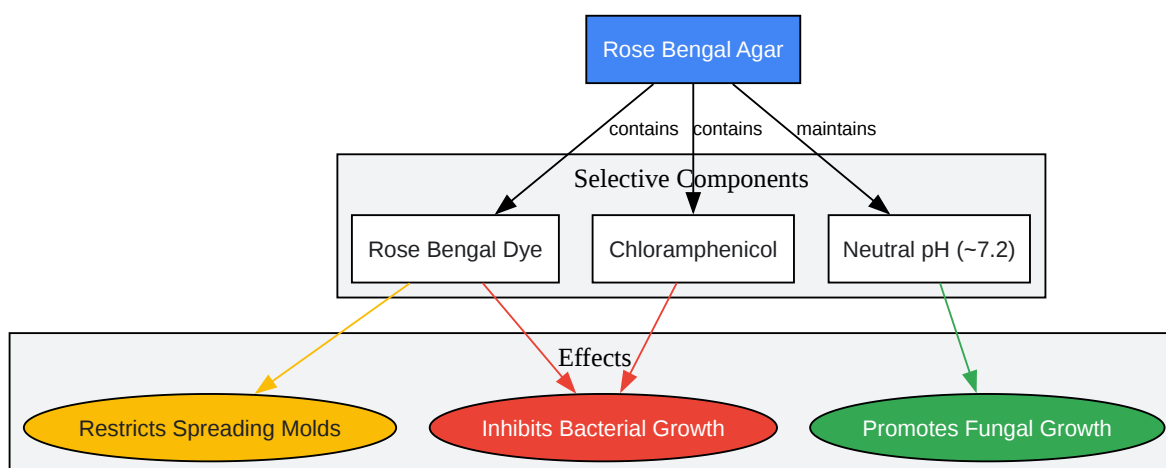 Rose Bengal Agar
contains contains maintains
Selective Components
Rose Bengal Dye
Chloramphenicol
Neutral pH (~7.2)
Effects
Restricts Spreading Molds
Inhibits Bacterial Growth
Promotes Fungal Growth